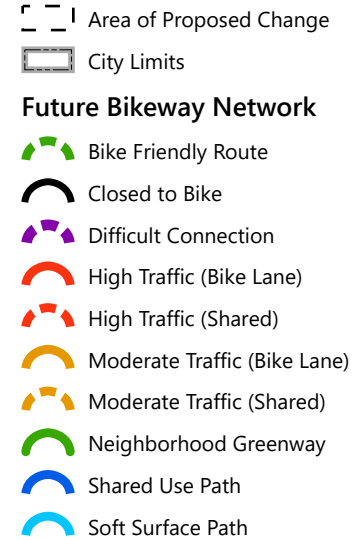 Area of Proposed Change
City Limits
Future Bikeway Network
Bike Friendly Route
Closed to Bike
Difficult Connection
High Traffic (Bike Lane)
High Traffic (Shared)
Moderate Traffic (Bike Lane)
Moderate Traffic (Shared)
Neighborhood Greenway
Shared Use Path
Soft Surface Path